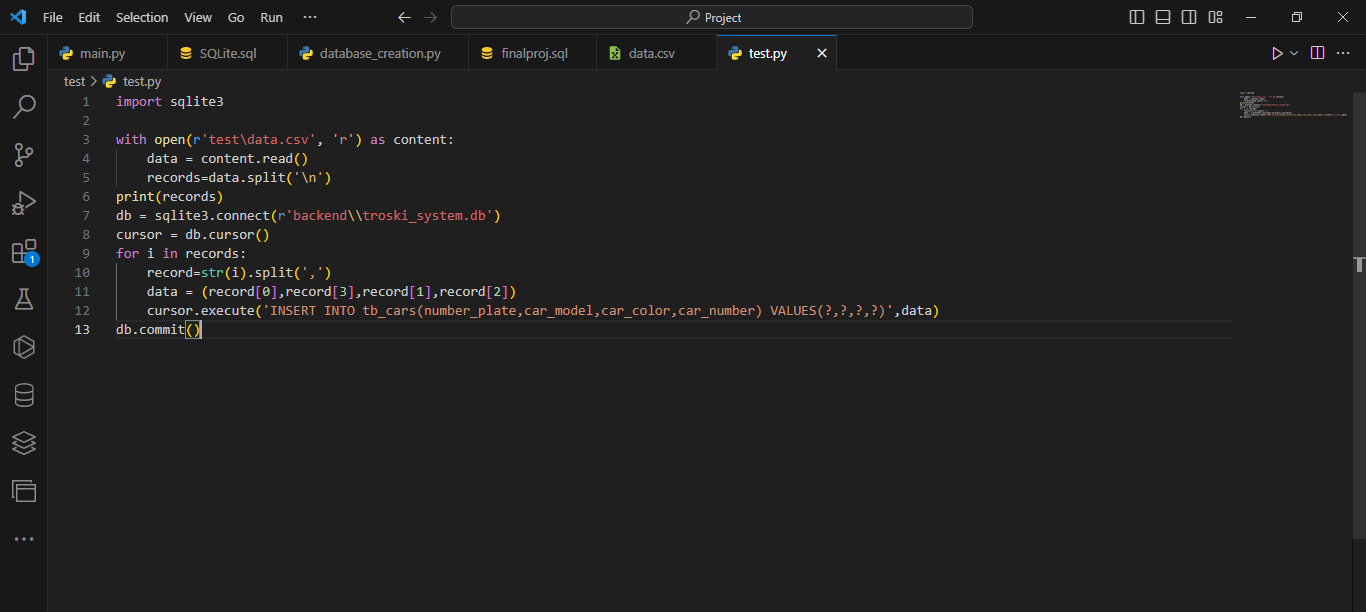 File Edit Selection View Go Run ··· ← → Project
main.py SQLite.sql database_creation.py finalproj.sql data.csv test.py
test > test.py
1 import sqlite3
2
3 with open(r'test\data.csv', 'r') as content:
4     data = content.read()
5     records=data.split('\n')
6 print(records)
7 db = sqlite3.connect(r'backend\\troski_system.db')
8 cursor = db.cursor()
9 for i in records:
10     record=str(i).split(',')
11     data = (record[0],record[3],record[1],record[2])
12     cursor.execute('INSERT INTO tb_cars(number_plate,car_model,car_color,car_number) VALUES(?,?,?,?)',data)
13 db.commit()
1